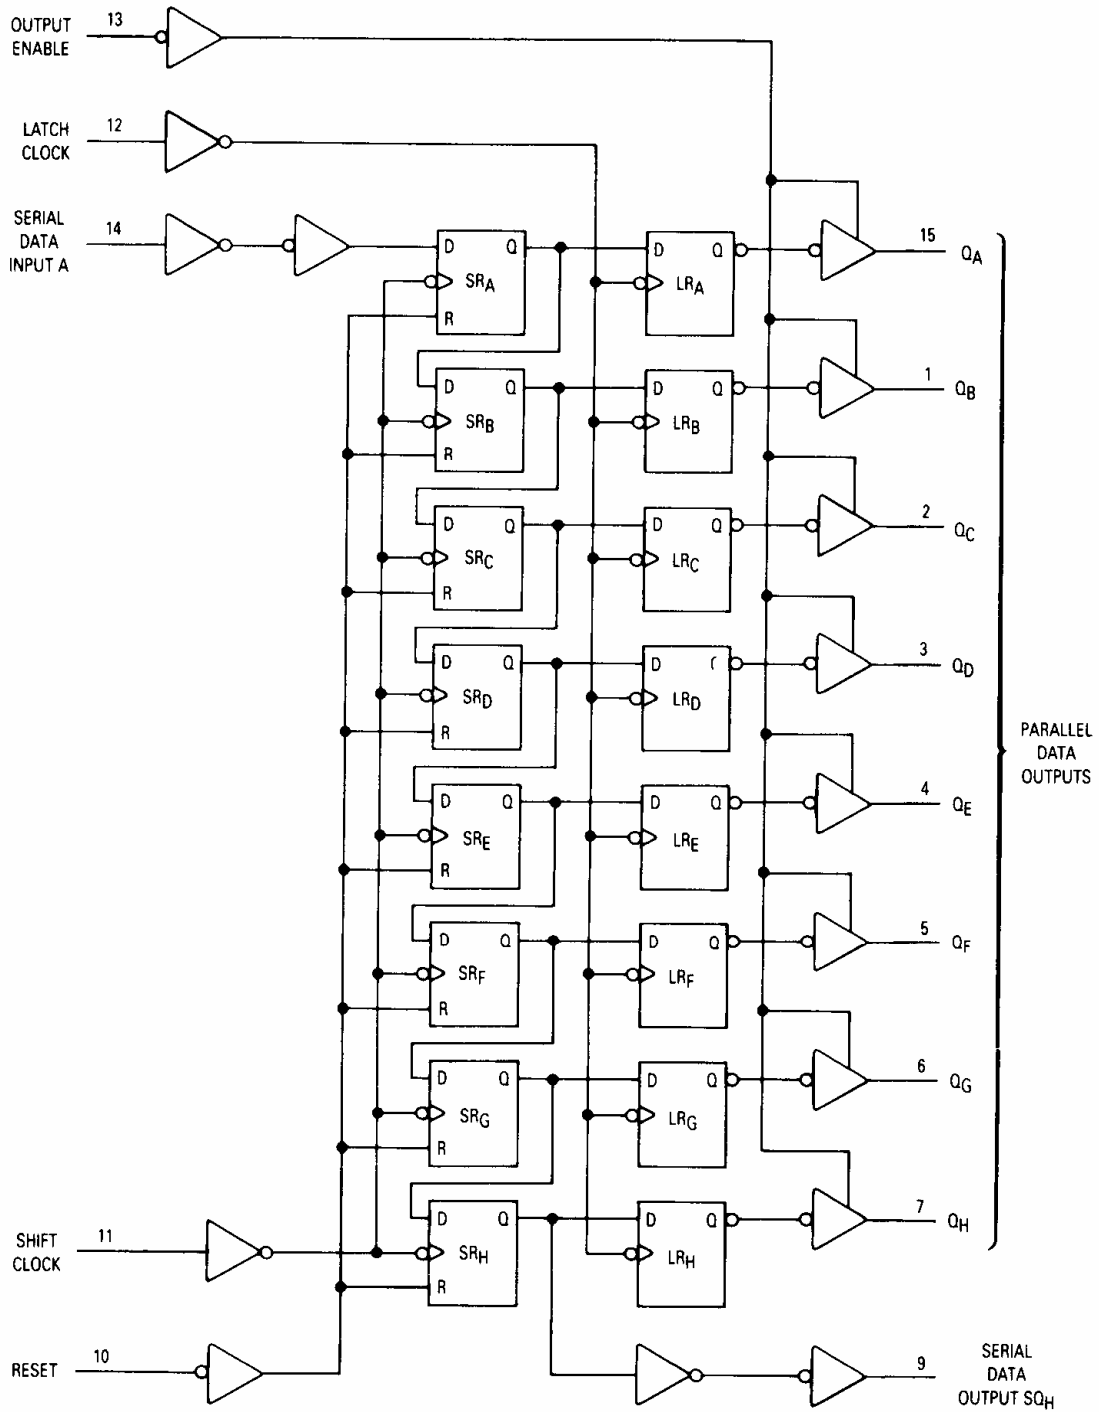 OUTPUT
ENABLE
13
LATCH
CLOCK
12
SERIAL
DATA
INPUT A
14
D Q
SRA
R
D Q
LRA
15
QA
D Q
SRB
R
D Q
LRB
1
QB
D Q
SRC
R
D Q
LRC
2
QC
D Q
SRD
R
D
LRD
3
QD
PARALLEL
DATA
OUTPUTS
D Q
SRE
R
D Q
LRE
4
QE
D Q
SRF
R
D Q
LRF
5
QF
D Q
SRG
R
D Q
LRG
6
QG
SHIFT
CLOCK
11
D Q
SRH
R
D Q
LRH
7
QH
RESET
10
9
SERIAL
DATA
OUTPUT SQH